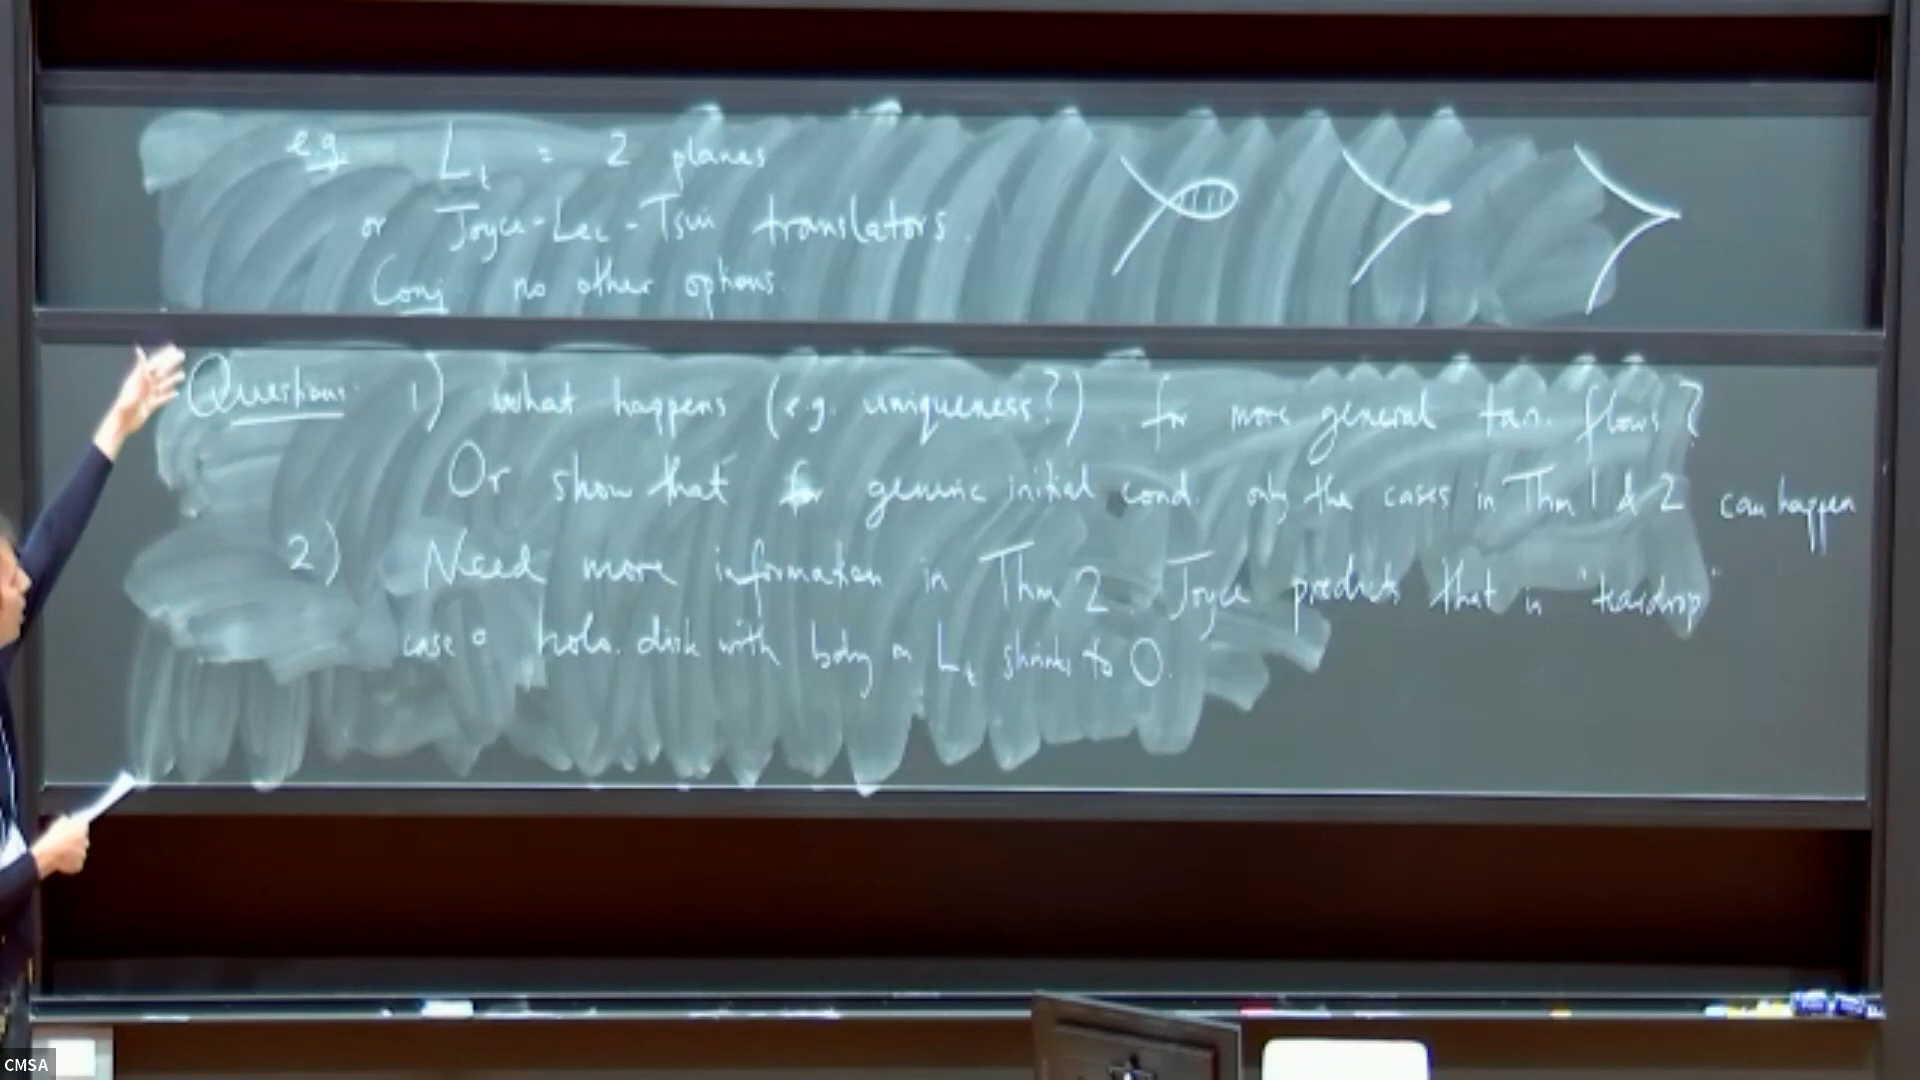 e.g. L_t = 2 planes
or Joyce-Lee-Tsui translators.
Conj no other options.
Questions: 1) What happens (e.g. uniqueness?) for more general tan. flows?
Or show that for generic initial cond. only the cases in Thm 1 & 2 can happen
2) Need more information in Thm 2. Joyce predicts that in "teardrop"
case a holo. disk with bdry on L_t shrinks to 0.
CMSA